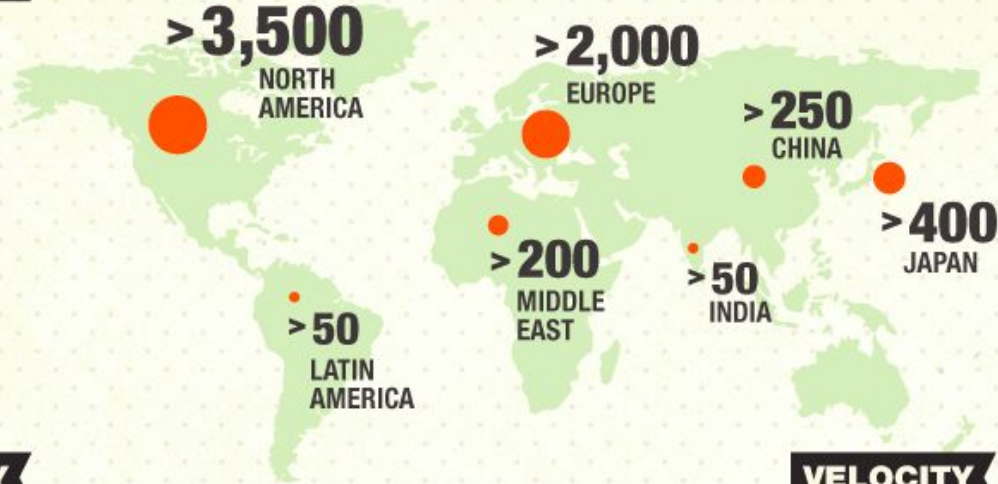 > 3,500
NORTH
AMERICA
> 2,000
EUROPE
> 250
CHINA
> 400
JAPAN
> 200
MIDDLE
EAST
> 50
INDIA
> 50
LATIN
AMERICA
VELOCITY